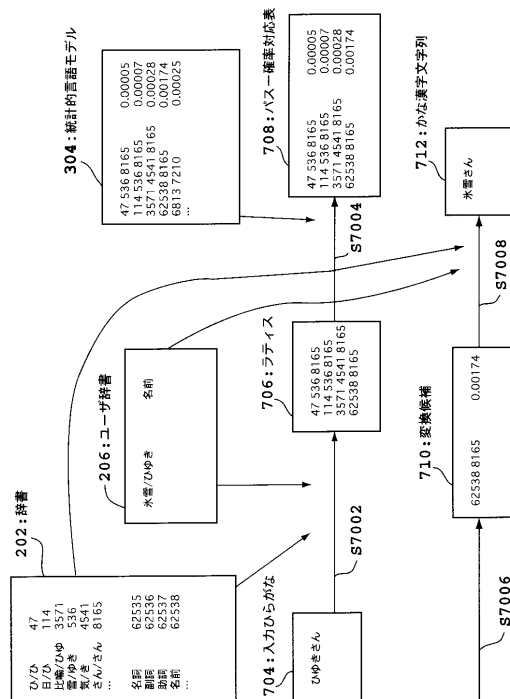 202:辞書
ひ/ひ 47
日/ひ 114
比喩/ひゆ 3571
雪/ゆき 536
気/き 4541
さん/さん 8165
...
名詞 62535
副詞 62536
助詞 62537
名前 62538
...
206:ユーザ辞書
氷雪/ひゆき 名前
304:統計的言語モデル
47 536 8165 0.00005
114 536 8165 0.00007
3571 4541 8165 0.00028
62538 8165 0.00174
6813 7210 0.00025
...
704:入力ひらがな
ひゆきさん
S7002
706:ラティス
47 536 8165
114 536 8165
3571 4541 8165
62538 8165
S7004
708:パス－確率対応表
47 536 8165 0.00005
114 536 8165 0.00007
3571 4541 8165 0.00028
62538 8165 0.00174
S7006
710:変換候補
62538 8165 0.00174
S7008
712:かな漢字文字列
氷雪さん